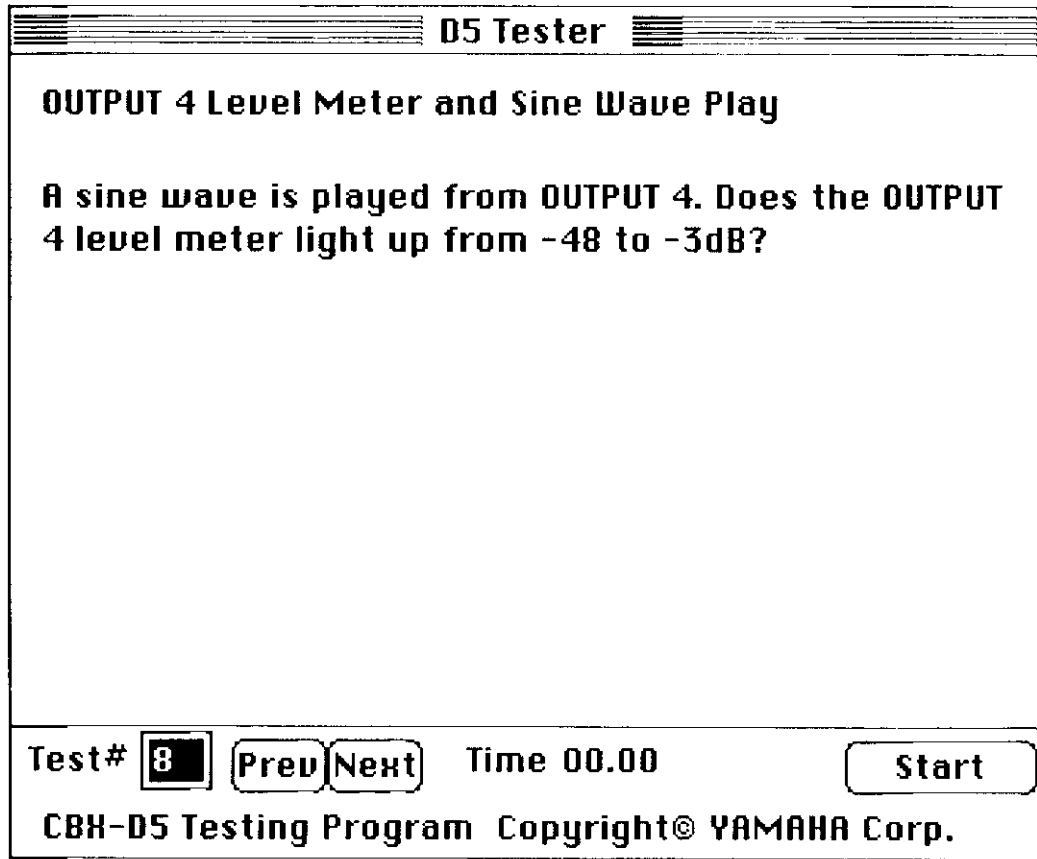 D5 Tester
OUTPUT 4 Level Meter and Sine Wave Play
A sine wave is played from OUTPUT 4. Does the OUTPUT
4 level meter light up from -48 to -3dB?
Test# 8 Prev Next Time 00.00 Start
CBX-D5 Testing Program Copyright© YAMAHA Corp.